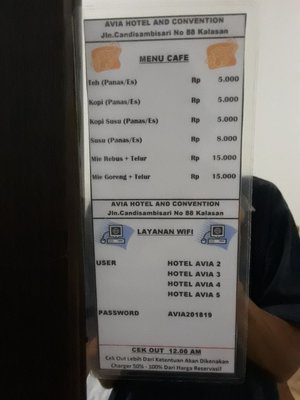 AVIA HOTEL AND CONVENTION
Jln.Candisambisari No 88 Kalasan
MENU CAFE
Teh (Panas/Es) Rp 5.000
Kopi (Panas/Es) Rp 5.000
Kopi Susu (Panas/Es) Rp 5.000
Susu (Panas/Es) Rp 8.000
Mie Rebus + Telur Rp 15.000
Mie Goreng + Telur Rp 15.000
AVIA HOTEL AND CONVENTION
Jln.Candisambisari No 88 Kalasan
LAYANAN WIFI
USER HOTEL AVIA 2
HOTEL AVIA 3
HOTEL AVIA 4
HOTEL AVIA 5
PASSWORD AVIA201819
CEK OUT 12.00 AM
Cek Out Lebih Dari Ketentuan Akan Dikenakan
Charger 50% - 100% Dari Harga Reservasi!